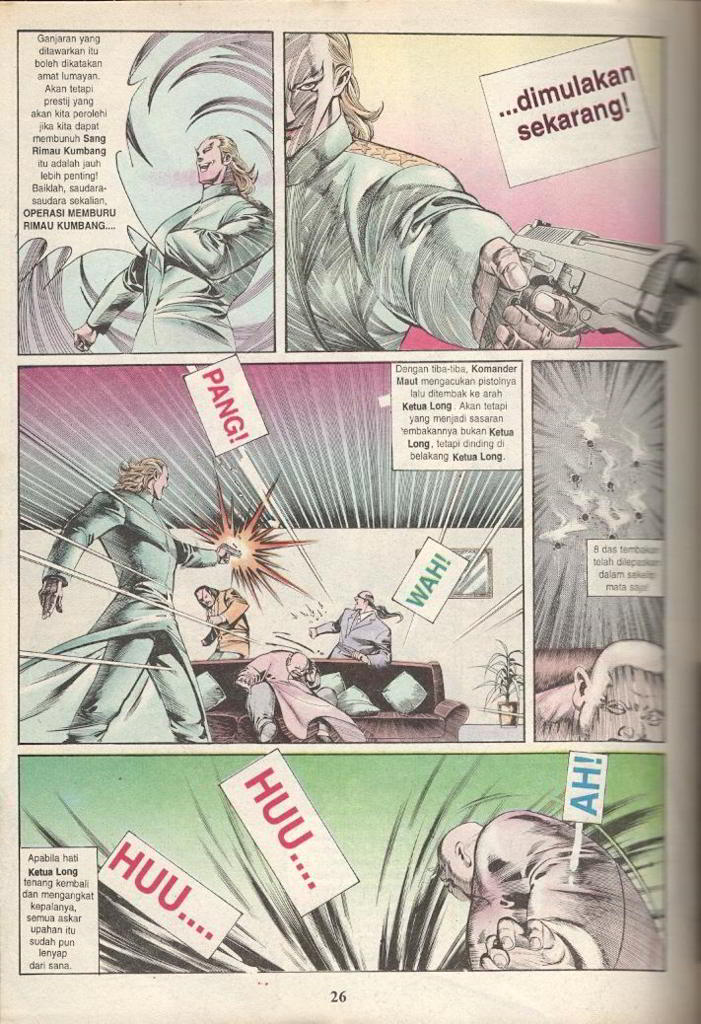 Ganjaran yang
ditawarkan itu
boleh dikatakan
amat lumayan.
Akan tetapi
prestij yang
akan kita perolehi
jika kita dapat
membunuh Sang
Rimau Kumbang
itu adalah jauh
lebih penting!
Baiklah, saudara-
saudara sekalian,
OPERASI MEMBURU
RIMAU KUMBANG....
...dimulakan
sekarang!
PANG!
Dengan tiba-tiba, Komander
Maut mengacukan pistolnya
lalu ditembak ke arah
Ketua Long. Akan tetapi
yang menjadi sasaran
tembakannya bukan Ketua
Long, tetapi dinding di
belakang Ketua Long.
WAH!
8 das tembakan
telah dilepaskan
dalam sekelip
mata saja!
Apabila hati
Ketua Long
tenang kembali
dan mengangkat
kepalanya,
semua askar
upahan itu
sudah pun
lenyap
dari sana.
HUU....
HUU....
AH!
26